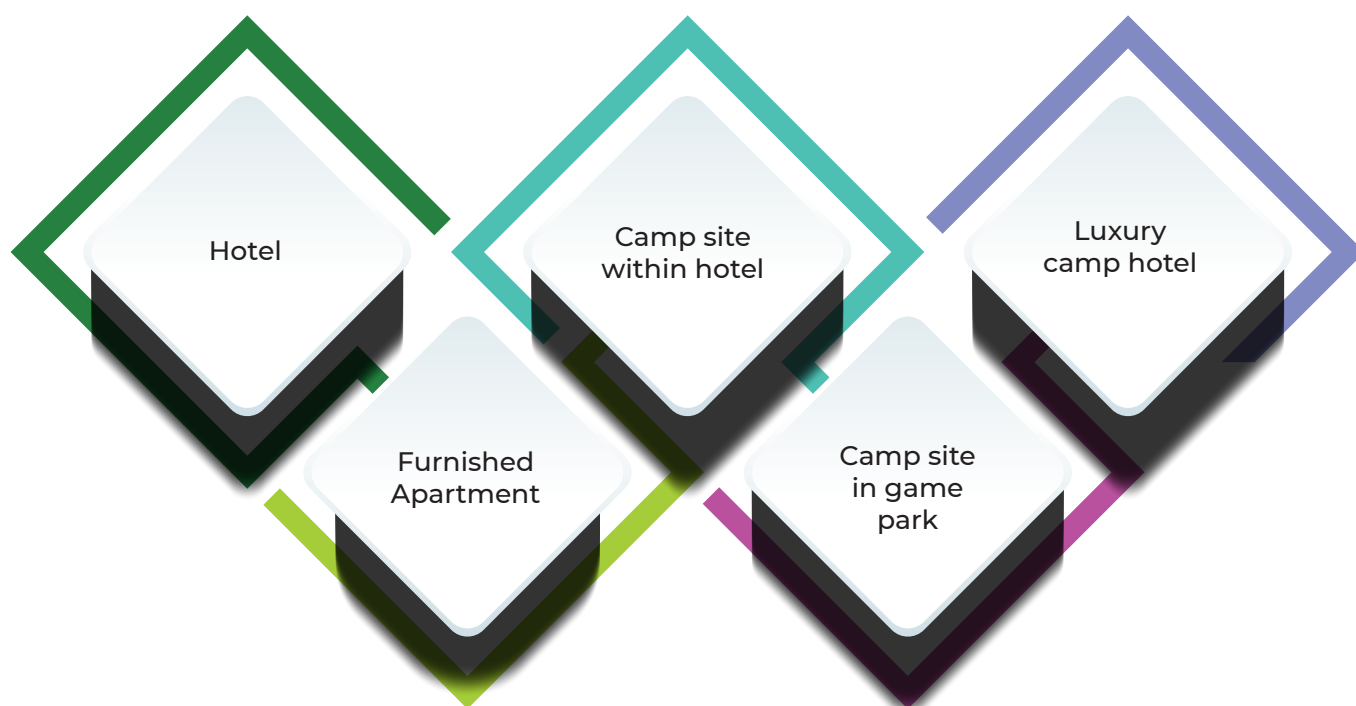 Hotel
Camp site
within hotel
Luxury
camp hotel
Furnished
Apartment
Camp site
in game
park